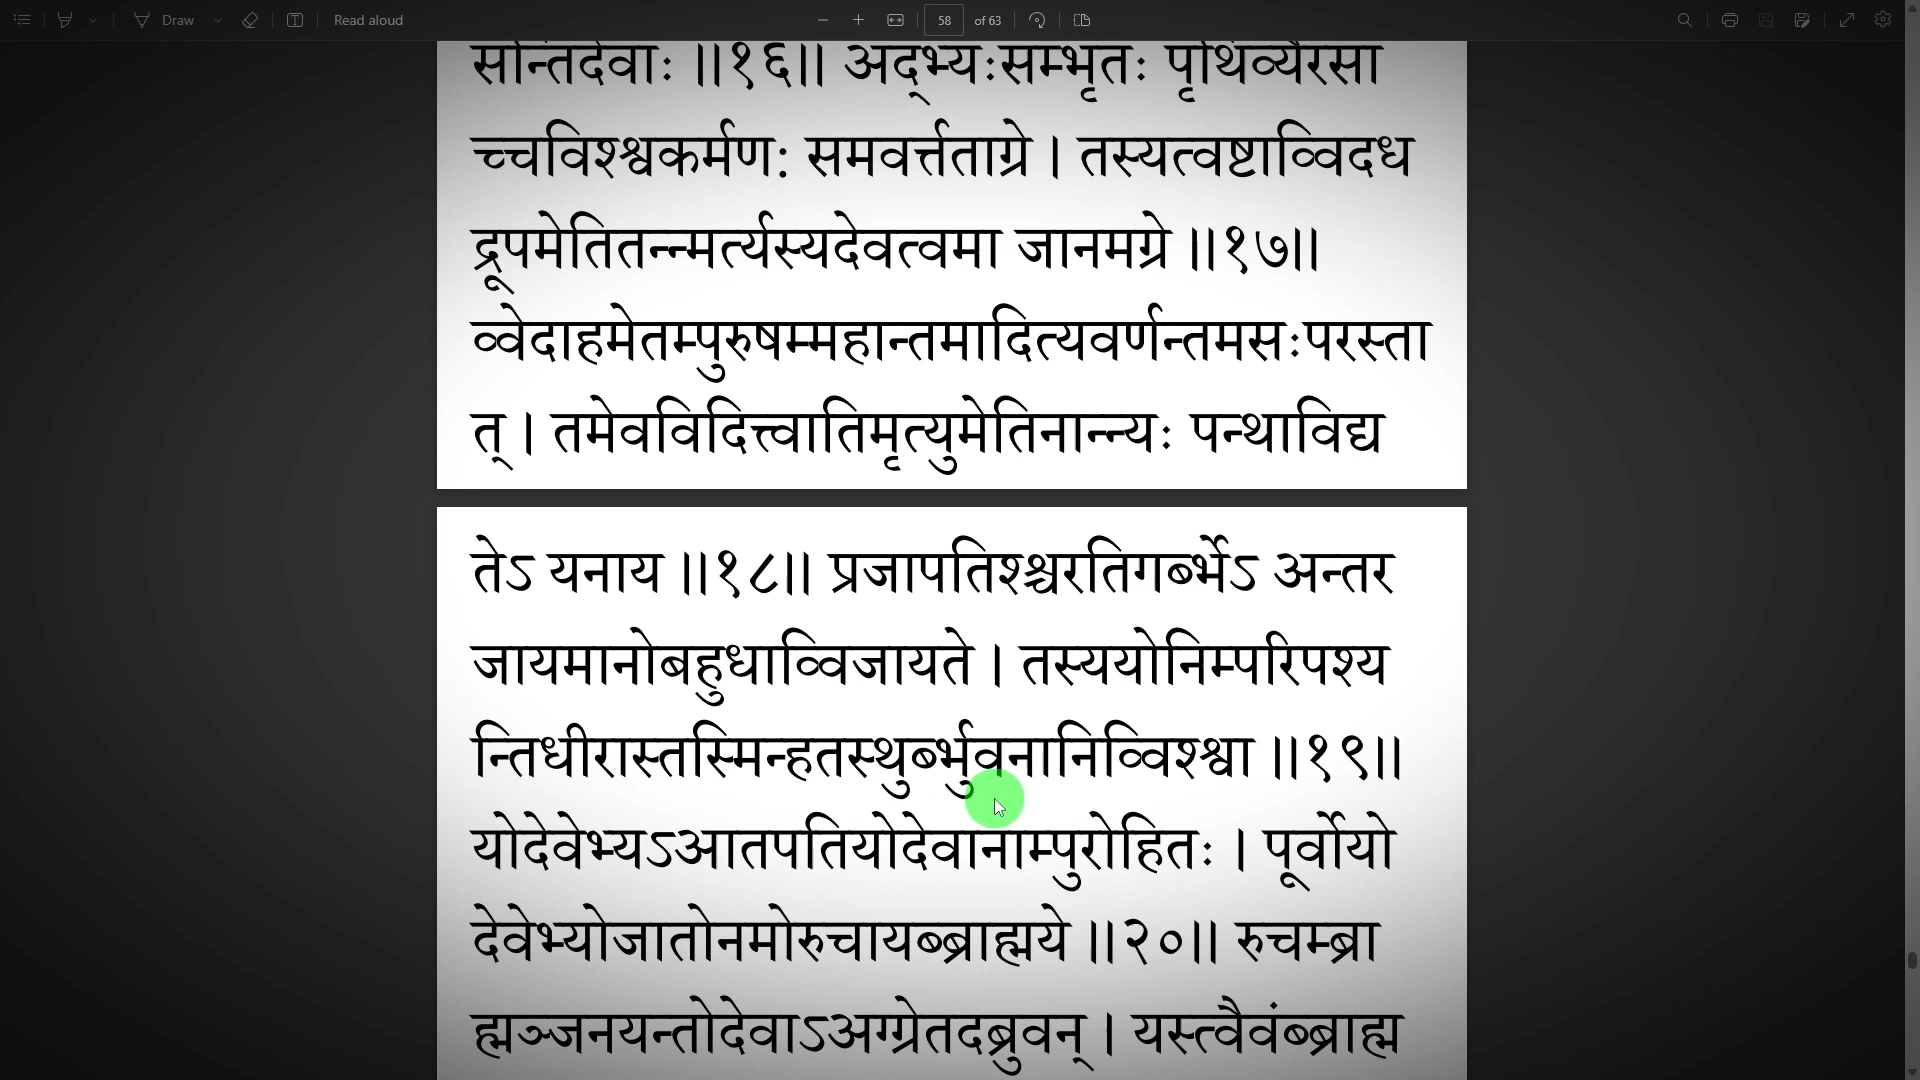 Draw Read aloud 58 of 63
सन्तिदेवाः ॥१६॥ अद्भ्यःसम्भृतः पृथिव्यैरसा
च्चविश्श्वकर्मण: समवर्त्तताग्रे । तस्यत्वष्टाव्विदध
द्रूपमेतितन्न्मर्त्यस्यदेवत्वमा जानमग्रे ॥१७॥
व्वेदाहमेतम्पुरुषम्महान्तमादित्यवर्णन्तमसःपरस्ता
त् । तमेवविदित्त्वातिमृत्युमेतिनान्न्यः पन्थाविद्य
तेऽ यनाय ॥१८॥ प्रजापतिश्श्चरतिगर्ब्भेऽ अन्तर
जायमानोबहुधाव्विजायते । तस्ययोनिम्परिपश्य
न्तिधीरास्तस्मिन्हतस्थुर्ब्भुवनानिव्विश्श्वा ॥१९॥
योदेवेभ्यऽआतपतियोदेवानाम्पुरोहितः । पूर्वोयो
देवेभ्योजातोनमोरुचायब्ब्राह्मये ॥२०॥ रुचम्ब्रा
ह्मञ्जनयन्तोदेवाऽअग्ग्रेतदब्रुवन् । यस्त्वैवंब्ब्राह्म